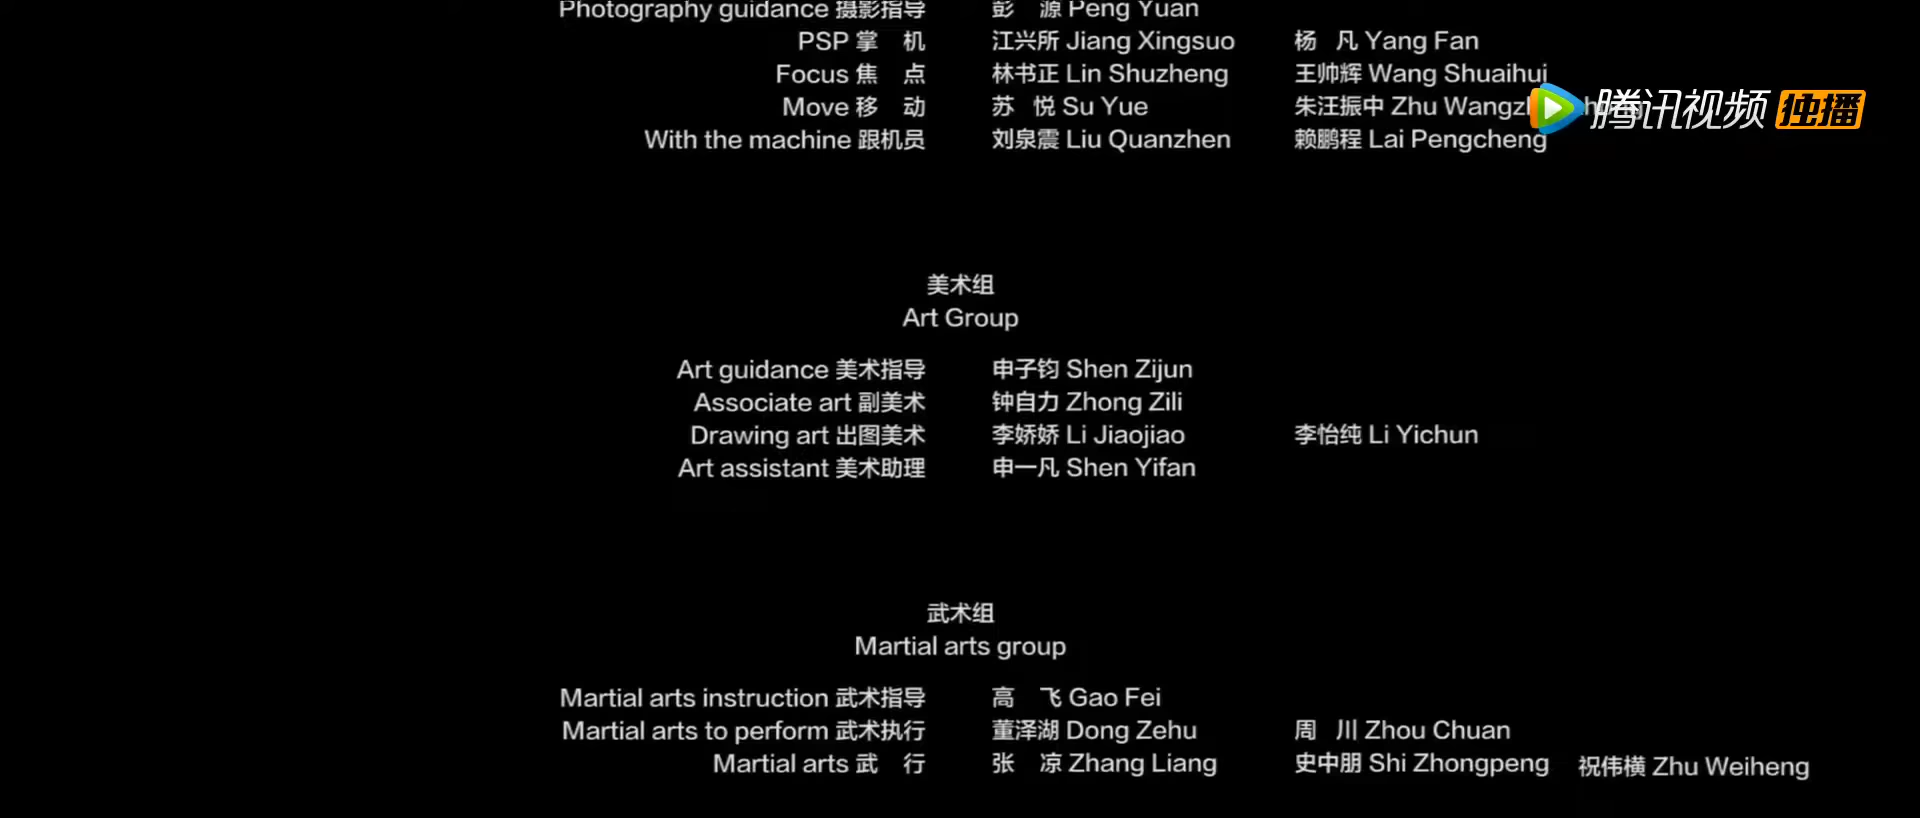 Photography guidance 摄影指导 彭 源 Peng Yuan
PSP 掌 机 江兴所 Jiang Xingsuo 杨 凡 Yang Fan
Focus 焦 点 林书正 Lin Shuzheng 王帅辉 Wang Shuaihui
Move 移 动 苏 悦 Su Yue 朱汪振中 Zhu
腾讯视频 独播
With the machine 跟机员 刘泉震 Liu Quanzhen 赖鹏程 Lai Pengcheng
美术组
Art Group
Art guidance 美术指导 申子钧 Shen Zijun
Associate art 副美术 钟自力 Zhong Zili
Drawing art 出图美术 李娇娇 Li Jiaojiao 李怡纯 Li Yichun
Art assistant 美术助理 申一凡 Shen Yifan
武术组
Martial arts group
Martial arts instruction 武术指导 高 飞 Gao Fei
Martial arts to perform 武术执行 董泽湖 Dong Zehu 周 川 Zhou Chuan
Martial arts 武 行 张 凉 Zhang Liang 史中朋 Shi Zhongpeng 祝伟横 Zhu Weiheng